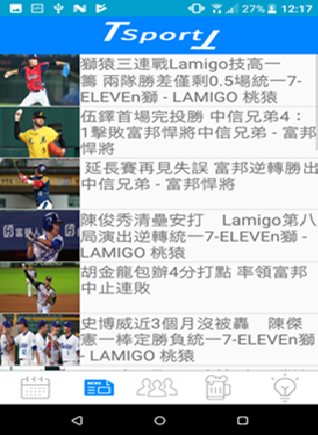 27% 12:17
TSportT
獅猿三連戰Lamigo技高一
籌 兩隊勝差僅剩0.5場統一7-
ELEVEn獅 - LAMIGO 桃猿
伍鐸首場完投勝 中信兄弟4：
1擊敗富邦悍將中信兄弟 - 富邦
悍將
延長賽再見失誤 富邦逆轉勝出
中信兄弟 - 富邦悍將
陳俊秀清壘安打　Lamigo第八
局演出逆轉統一7-ELEVEn獅 -
LAMIGO 桃猿
胡金龍包辦4分打點 率領富邦
中止連敗
史博威近3個月沒被轟　陳傑
憲一棒定勝負統一7-ELEVEn獅
- LAMIGO 桃猿
NEWS